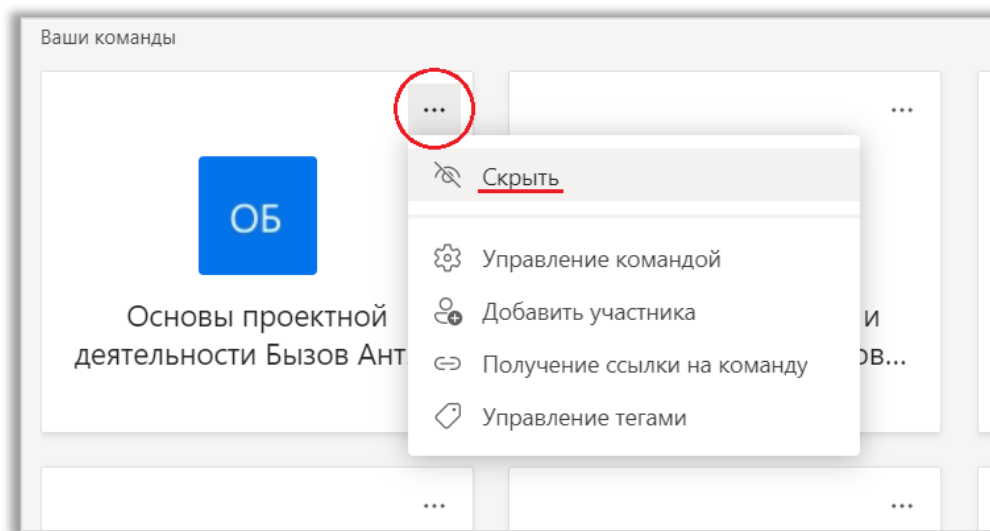 Ваши команды
Скрыть
ОБ
Управление командой
Добавить участника
Получение ссылки на команду
Управление тегами
Основы проектной
деятельности Бызов Ант
и
ов...